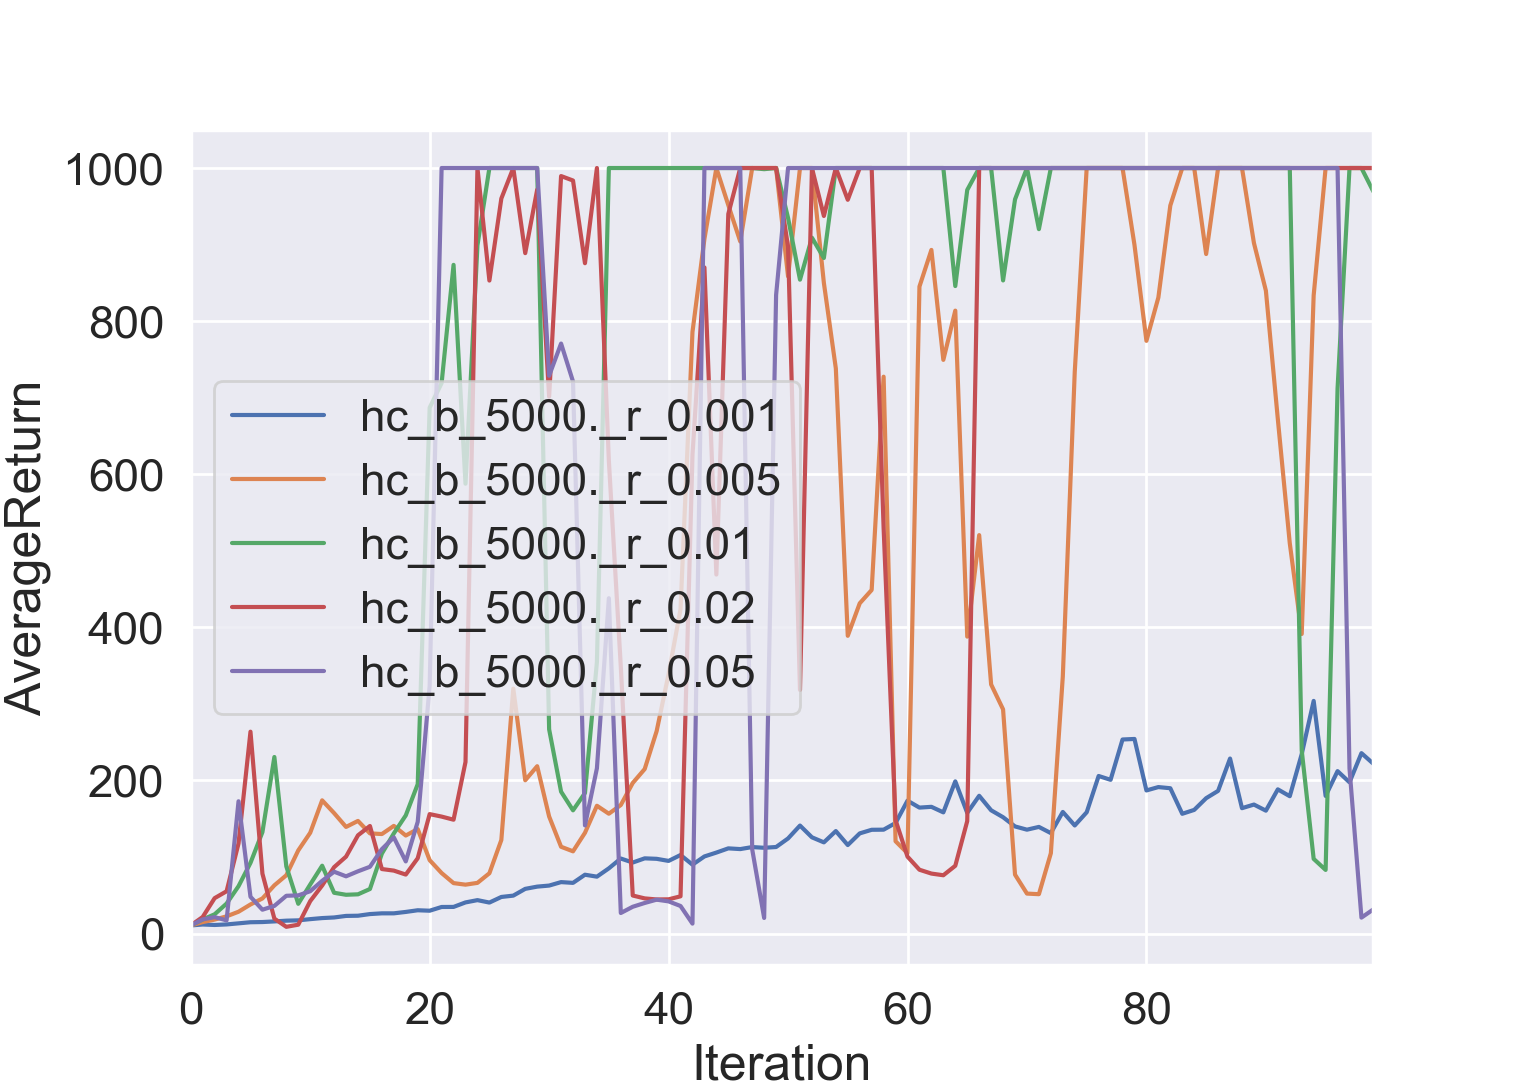 1000
800
600
400
200
0
AverageReturn
hc_b_5000._r_0.001
hc_b_5000._r_0.005
hc_b_5000._r_0.01
hc_b_5000._r_0.02
hc_b_5000._r_0.05
0 20 40 60 80
Iteration